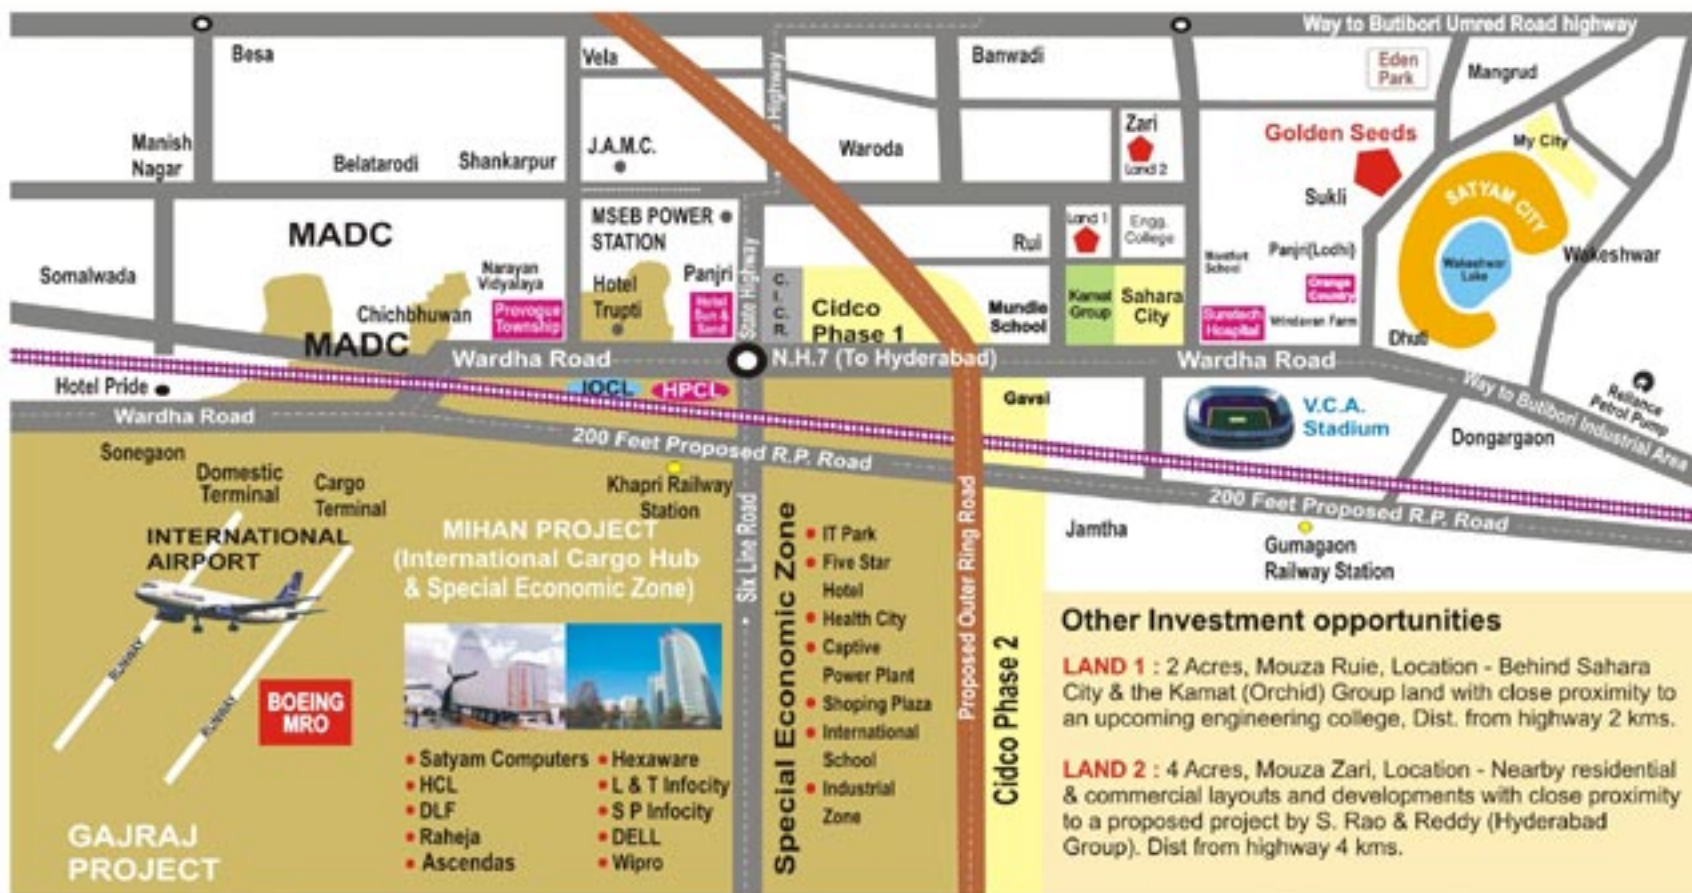 Way to Butibori Umred Road highway
Besa
Vela
Banwadi
Eden
Park
Mangrud
Manish
Nagar
Belatarodi
Shankarpur
J.A.M.C.
Highway
Waroda
Zari
Land 2
Golden Seeds
My City
Sukli
SATYAM CITY
MADC
MSEB POWER
STATION
State Highway
Rui
Land 1
Engg.
College
Montfort
School
Panjri(Lodhi)
Wakeshwar
Lake
Wakeshwar
Somalwada
Narayan
Vidyalaya
Chichbhuwan
Provogue
Township
Hotel
Trupti
Panjri
Hotel
Sun &
Sand
C.
I.
C.
R.
Cidco
Phase 1
Mundle
School
Kamat
Group
Sahara
City
Suretech
Hospital
Orange
Country
Vrindavan Farm
Dhuti
MADC
Wardha Road
N.H.7 (To Hyderabad)
Wardha Road
Way to Butibori Industrial Area
Reliance
Petrol Pump
Hotel Pride
IOCL
HPCL
Gavsi
V.C.A.
Stadium
Dongargaon
Wardha Road
200 Feet Proposed R.P. Road
200 Feet Proposed R.P. Road
Sonegaon
Domestic
Terminal
Cargo
Terminal
Khapri Railway
Station
INTERNATIONAL
AIRPORT
RUNWAY
RUNWAY
BOEING
MRO
GAJRAJ
PROJECT
MIHAN PROJECT
(International Cargo Hub
& Special Economic Zone)
Satyam Computers
HCL
DLF
Raheja
Ascendas
Hexaware
L & T Infocity
S P Infocity
DELL
Wipro
Six Line Road
Special Economic Zone
IT Park
Five Star
Hotel
Health City
Captive
Power Plant
Shoping Plaza
International
School
Industrial
Zone
Proposed Outer Ring Road
Cidco Phase 2
Jamtha
Gumagaon
Railway Station
Other Investment opportunities
LAND 1 : 2 Acres, Mouza Ruie, Location - Behind Sahara
City & the Kamat (Orchid) Group land with close proximity to
an upcoming engineering college, Dist. from highway 2 kms.
LAND 2 : 4 Acres, Mouza Zari, Location - Nearby residential
& commercial layouts and developments with close proximity
to a proposed project by S. Rao & Reddy (Hyderabad
Group). Dist from highway 4 kms.